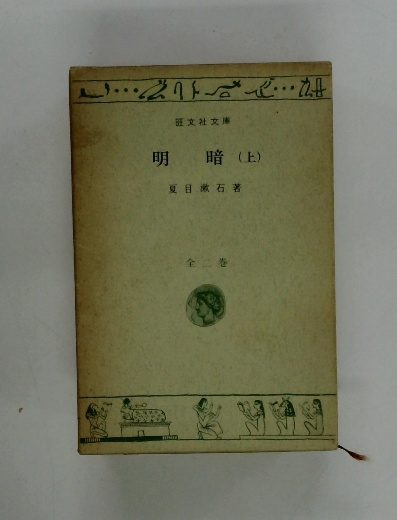 旺文社文庫
明 暗 (上)
夏目漱石著
全二巻